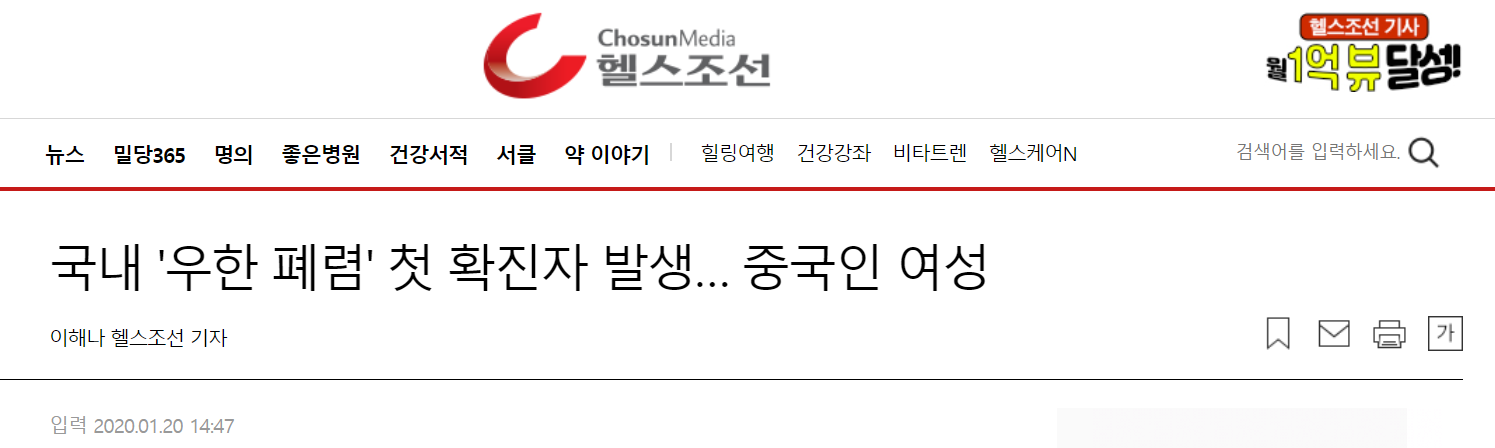 ChosunMedia
헬스조선
헬스조선 기사
월1억 뷰 달성!
뉴스 밀당365 명의 좋은병원 건강서적 서클 약 이야기 힐링여행 건강강좌 비타트렌 헬스케어N 검색어를 입력하세요.
국내 '우한 폐렴' 첫 확진자 발생... 중국인 여성
이해나 헬스조선 기자
가
입력 2020.01.20 14:47